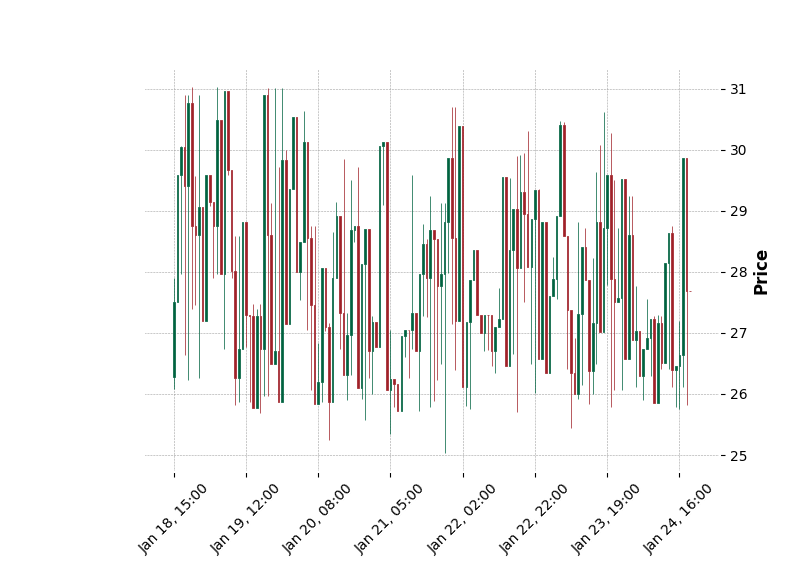 31
30
29
28
27
26
25
Price
Jan 18, 15:00
Jan 19, 12:00
Jan 20, 08:00
Jan 21, 05:00
Jan 22, 02:00
Jan 22, 22:00
Jan 23, 19:00
Jan 24, 16:00